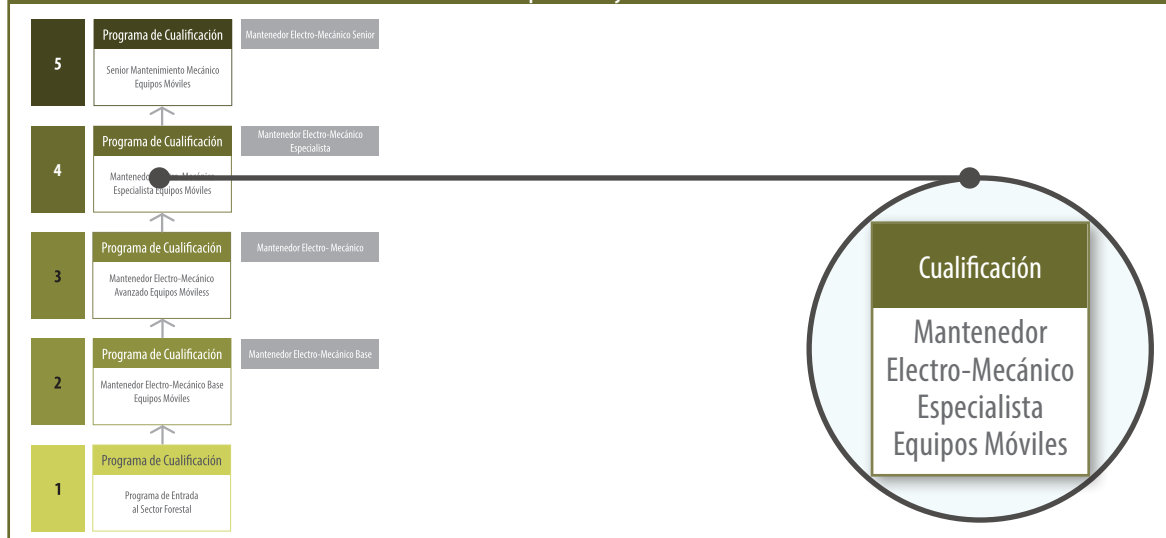 5
Programa de Cualificación
Senior Mantenimiento Mecánico
Equipos Móviles
Mantenedor Electro-Mecánico Senior
4
Programa de Cualificación
Especialista Equipos Móviles
Mantenedor Electro-Mecánico
Especialista
3
Programa de Cualificación
Mantenedor Electro-Mecánico
Avanzado Equipos Móviless
Mantenedor Electro- Mecánico
2
Programa de Cualificación
Mantenedor Electro-Mecánico Base
Equipos Móviles
Mantenedor Electro-Mecánico Base
1
Programa de Cualificación
Programa de Entrada
al Sector Forestal
Cualificación
Mantenedor
Electro-Mecánico
Especialista
Equipos Móviles